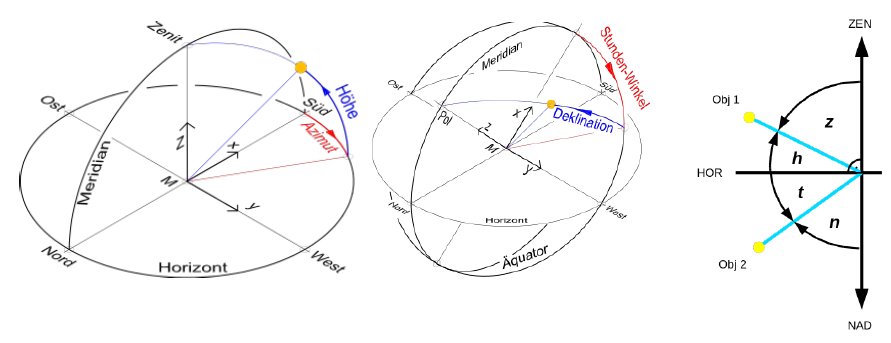 Zenit
Höhe
Ost
Süd
Azimut
Meridian
Z
x
M
y
Nord
Horizont
West
Stunden-Winkel
Meridian
Ost
Süd
Pol
x
Deklination
z
M
y
Nord
Horizont
West
Äquator
ZEN
Obj 1
z
h
HOR
t
n
Obj 2
NAD